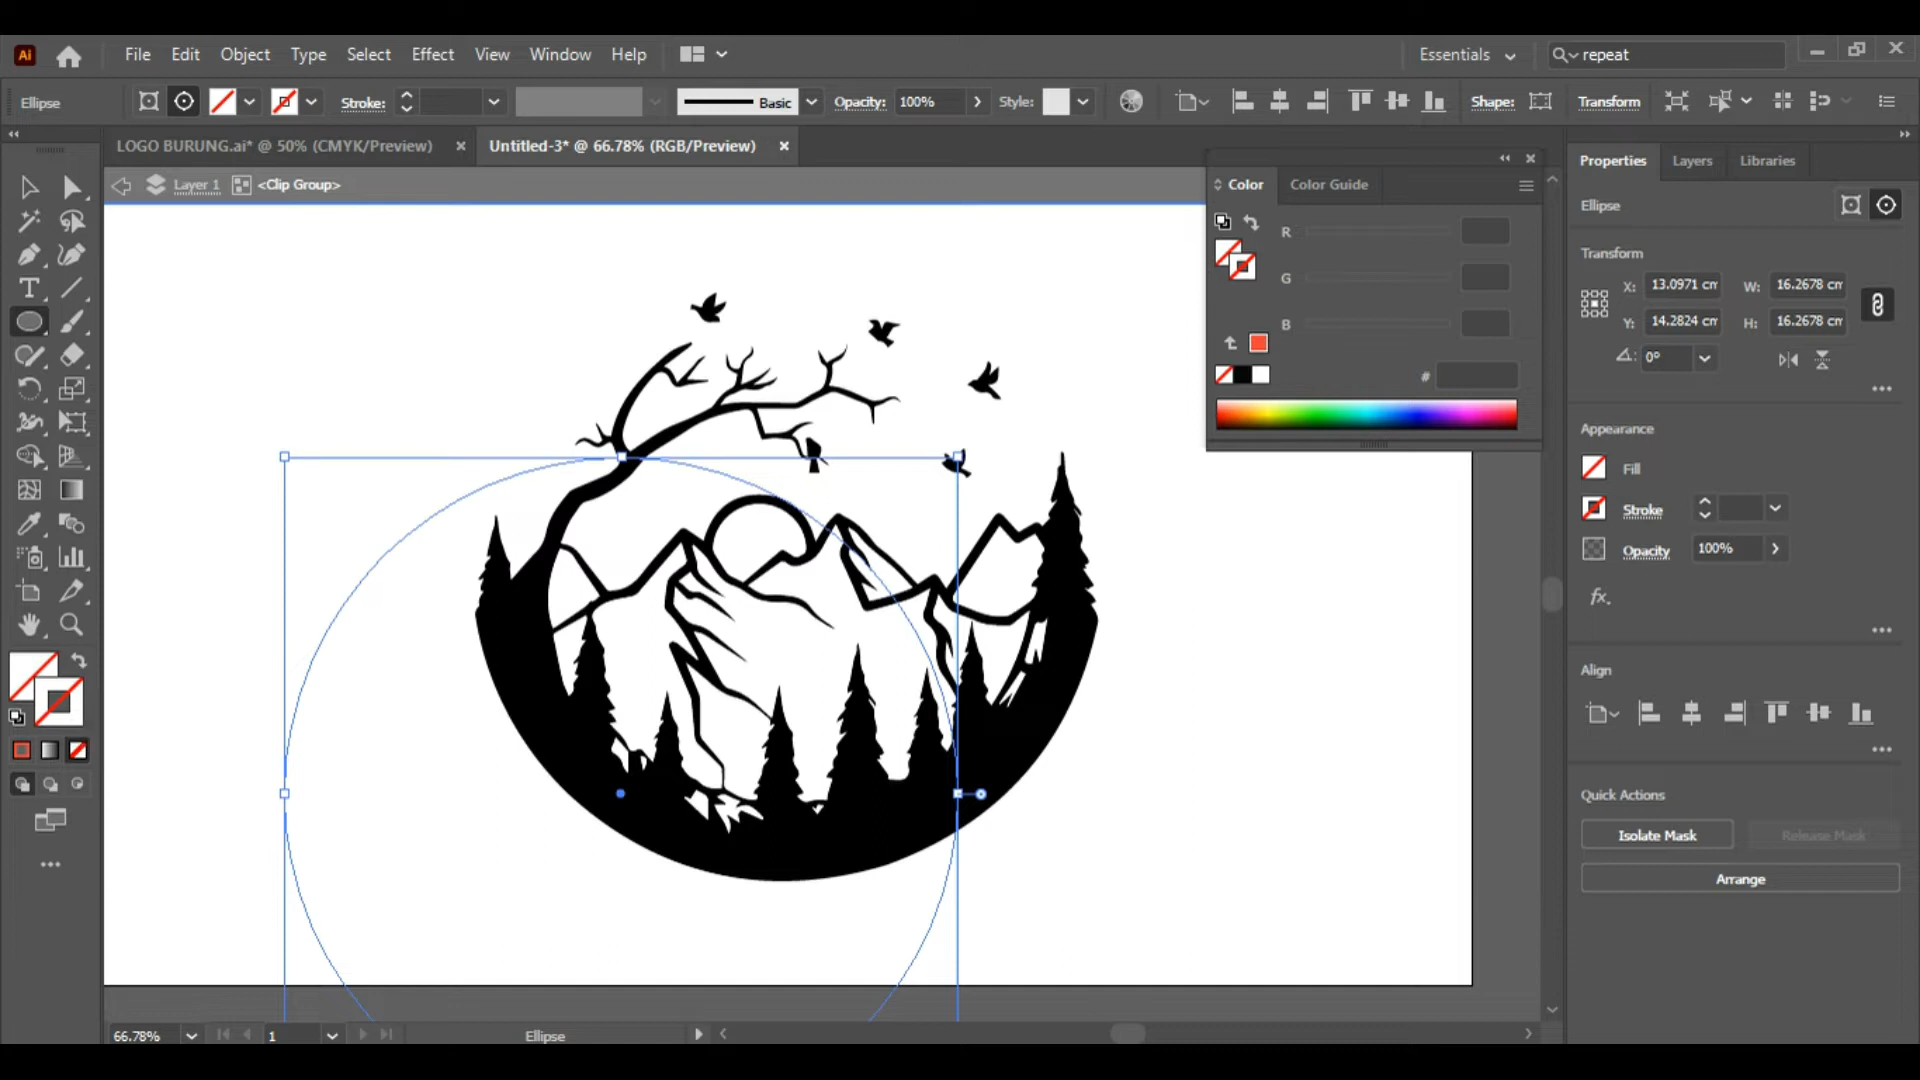 Ai File Edit Object Type Select Effect View Window Help Essentials repeat
Ellipse Stroke: Basic Opacity: 100% Style: Shape: Transform
LOGO BURUNG.ai* @ 50% (CMYK/Preview) Untitled-3* @ 66.78% (RGB/Preview)
Layer 1 <Clip Group>
Color Color Guide
R
G
B
#
Properties Layers Libraries
Ellipse
Transform
X: 13.0971 cm W: 16.2678 cm
Y: 14.2824 cm H: 16.2678 cm
0°
Appearance
Fill
Stroke
Opacity 100%
fx.
Align
Quick Actions
Isolate Mask Release Mask
Arrange
66.78% 1 Ellipse